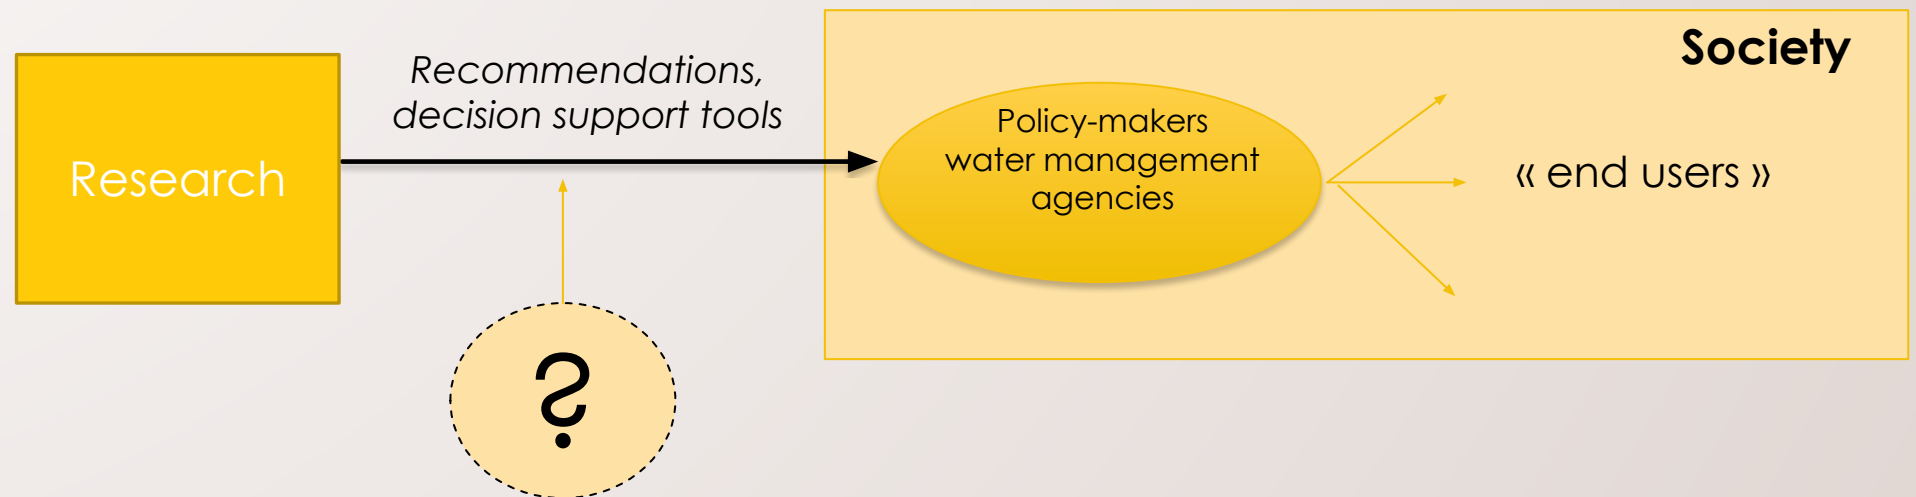 Research
Recommendations,
decision support tools
?
Society
Policy-makers
water management
agencies
« end users »